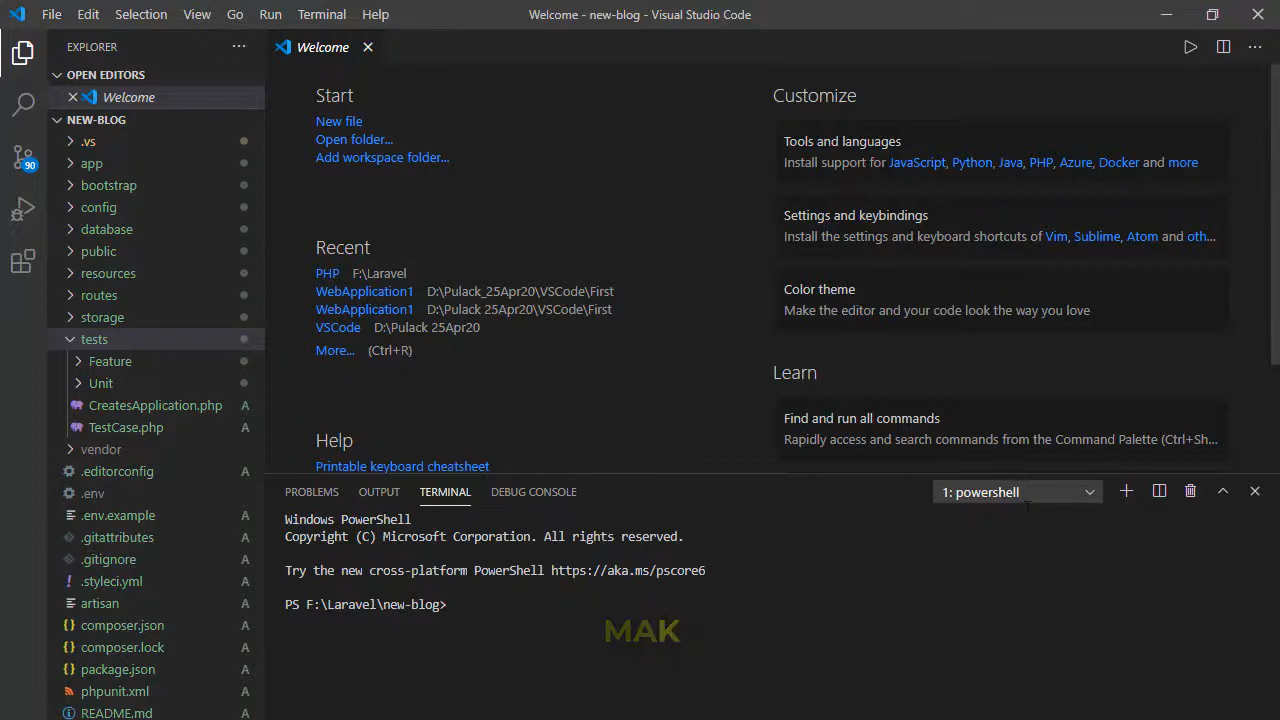 File Edit Selection View Go Run Terminal Help
Welcome - new-blog - Visual Studio Code
EXPLORER
OPEN EDITORS
Welcome
NEW-BLOG
.vs
app
bootstrap
config
database
public
resources
routes
storage
tests
Feature
Unit
CreatesApplication.php A
TestCase.php A
vendor
.editorconfig A
.env
.env.example A
.gitattributes A
.gitignore A
.styleci.yml A
artisan A
composer.json A
composer.lock A
package.json A
phpunit.xml A
README.md A
90
Welcome
Start
New file
Open folder...
Add workspace folder...
Recent
PHP F:\Laravel
WebApplication1 D:\Pulack_25Apr20\VSCode\First
WebApplication1 D:\Pulack 25Apr20\VSCode\First
VSCode D:\Pulack 25Apr20
More... (Ctrl+R)
Help
Printable keyboard cheatsheet
Customize
Tools and languages
Install support for JavaScript, Python, Java, PHP, Azure, Docker and more
Settings and keybindings
Install the settings and keyboard shortcuts of Vim, Sublime, Atom and oth...
Color theme
Make the editor and your code look the way you love
Learn
Find and run all commands
Rapidly access and search commands from the Command Palette (Ctrl+Sh...
PROBLEMS OUTPUT TERMINAL DEBUG CONSOLE
1: powershell
Windows PowerShell
Copyright (C) Microsoft Corporation. All rights reserved.
Try the new cross-platform PowerShell https://aka.ms/pscore6
PS F:\Laravel\new-blog>
MAK